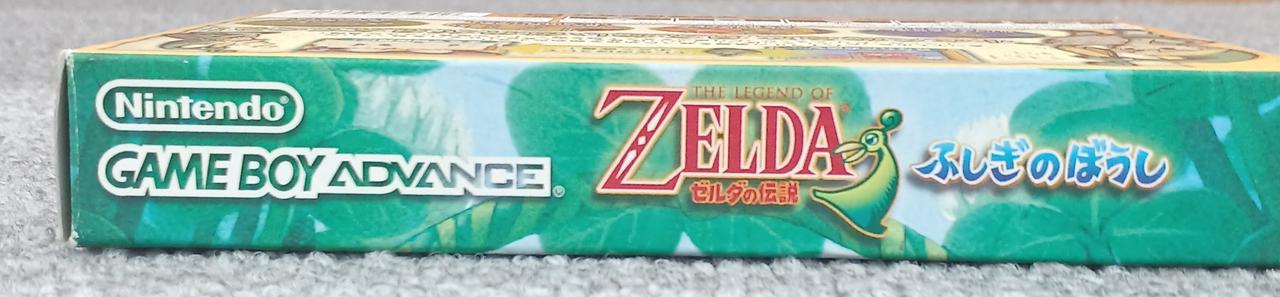 Nintendo®
GAME BOY ADVANCE
THE LEGEND OF
ZELDA
ゼルダの伝説
ふしぎのぼうし